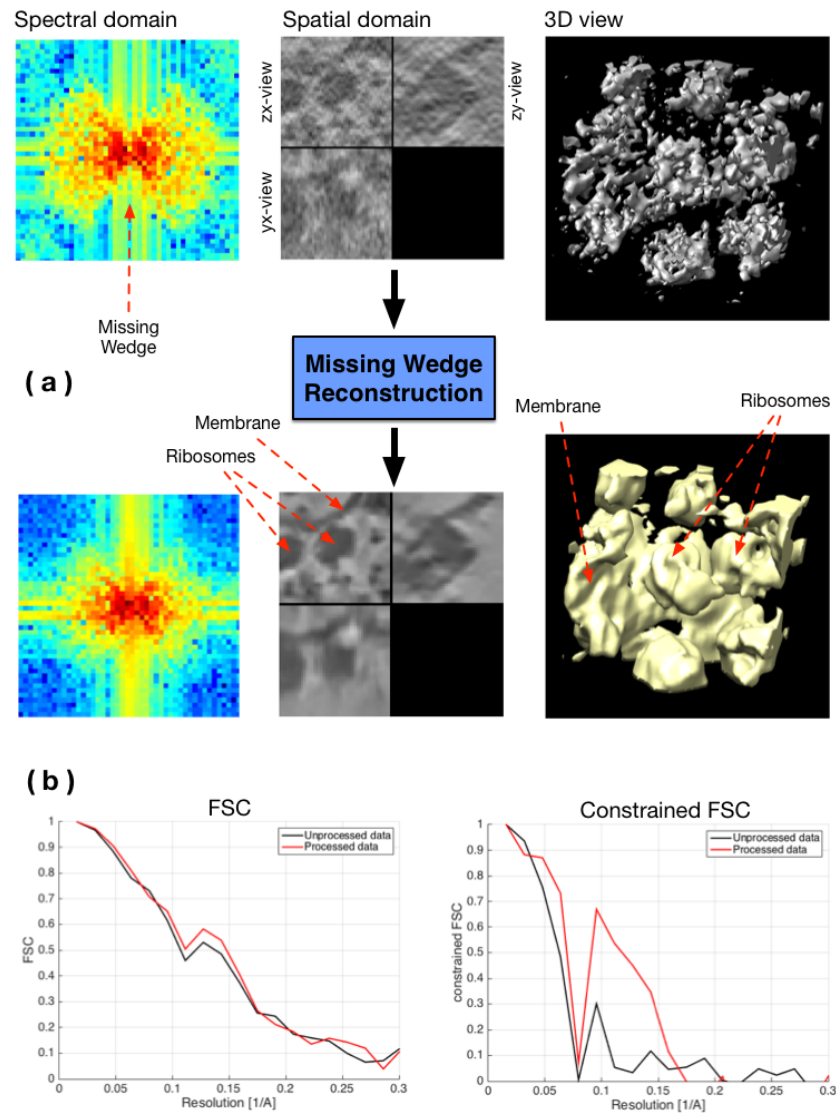 Spectral domain
Spatial domain
3D view
zx-view
zy-view
yx-view
Missing
Wedge
( a )
Missing Wedge
Reconstruction
Membrane
Ribosomes
Membrane
Ribosomes
( b )
FSC
Unprocessed data
Processed data
1
0.9
0.8
0.7
0.6
0.5
0.4
0.3
0.2
0.1
FSC
0
0.05
0.1
0.15
0.2
0.25
0.3
Resolution [1/A]
Constrained FSC
Unprocessed data
Processed data
1
0.9
0.8
0.7
0.6
0.5
0.4
0.3
0.2
0.1
0
constrained FSC
0
0.05
0.1
0.15
0.2
0.25
0.3
Resolution [1/A]